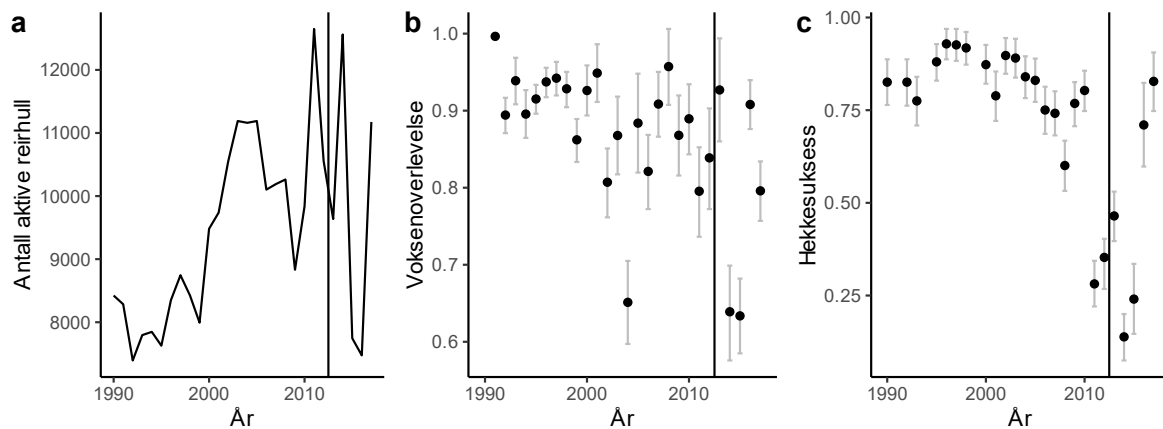 a
Antall aktive reirhull
12000
11000
10000
9000
8000
1990
2000
2010
År
b
Voksenoverlevelse
1.0
0.9
0.8
0.7
0.6
1990
2000
2010
År
c
Hekkesuksess
1.00
0.75
0.50
0.25
1990
2000
2010
År